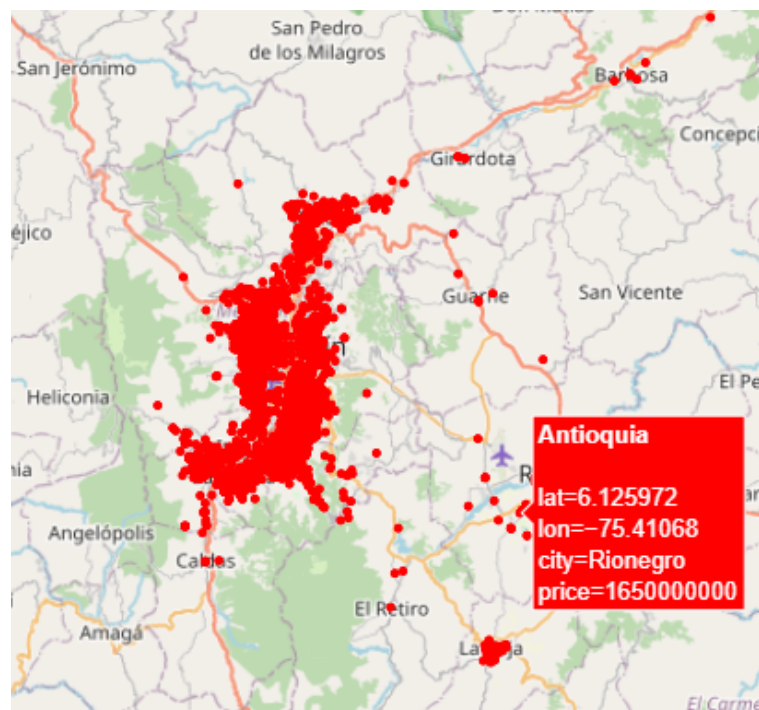 San Pedro
de los Milagros
San Jerónimo
Barbosa
Concepci
Girardota
éjico
Guarne
San Vicente
n
Heliconia
El Pe
Antioquia
lat=6.125972
lon=−75.41068
city=Rionegro
price=1650000000
R
Angelópolis
Caldas
El Retiro
Amagá
La Ceja
El Carme